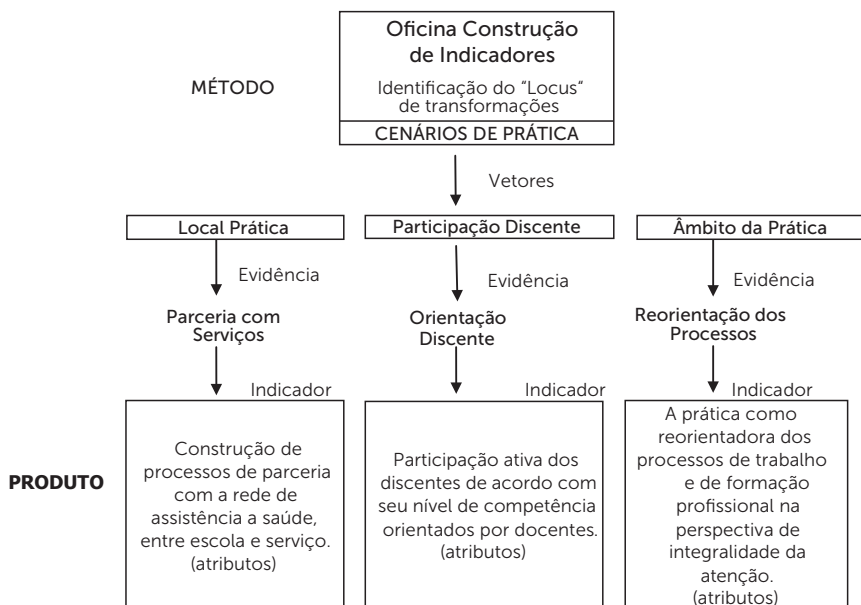 Oficina Construção
de Indicadores
MÉTODO
Identificação do “Locus“
de transformações
CENÁRIOS DE PRÁTICA
Vetores
Local Prática
Participação Discente
Âmbito da Prática
Evidência
Evidência
Evidência
Parceria com
Serviços
Orientação
Discente
Reorientação dos
Processos
Indicador
Indicador
Indicador
PRODUTO
Construção de
processos de parceria
com a rede de
assistência a saúde,
entre escola e serviço.
(atributos)
Participação ativa dos
discentes de acordo com
seu nível de competência
orientados por docentes.
(atributos)
A prática como
reorientadora dos
processos de trabalho
e de formação
profissional na
perspectiva de
integralidade da
atenção.
(atributos)